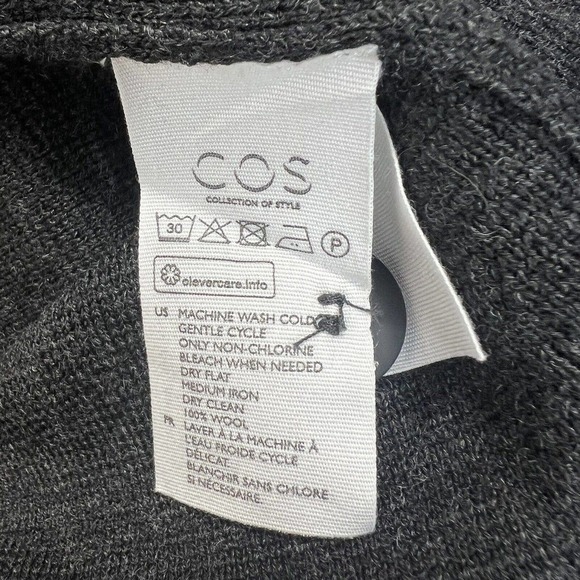 COS
COLLECTION OF STYLE
30
P
clevercare.info
US MACHINE WASH COLD
GENTLE CYCLE
ONLY NON-CHLORINE
BLEACH WHEN NEEDED
DRY FLAT
MEDIUM IRON
DRY CLEAN
100% WOOL
FR LAVER À LA MACHINE À
L'EAU FROIDE CYCLE
DÉLICAT
BLANCHIR SANS CHLORE
SI NÉCESSAIRE